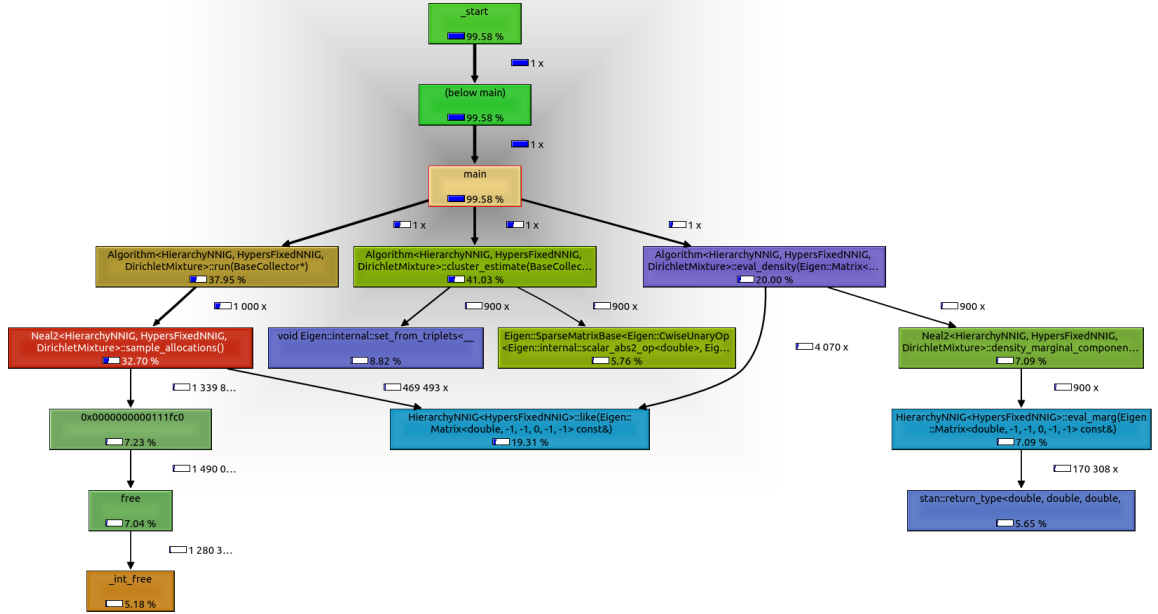 _start
99.58 %
1 x
(below main)
99.58 %
1 x
main
99.58 %
1 x
1 x
1 x
Algorithm<HierarchyNNIG, HypersFixedNNIG,
DirichletMixture>::run(BaseCollector*)
37.95 %
Algorithm<HierarchyNNIG, HypersFixedNNIG,
DirichletMixture>::cluster_estimate(BaseCollec...
41.03 %
Algorithm<HierarchyNNIG, HypersFixedNNIG,
DirichletMixture>::eval_density(Eigen::Matrix<...
20.00 %
1 000 x
900 x
900 x
900 x
Neal2<HierarchyNNIG, HypersFixedNNIG,
DirichletMixture>::sample_allocations()
32.70 %
void Eigen::internal::set_from_triplets<__
8.82 %
Eigen::SparseMatrixBase<Eigen::CwiseUnaryOp
<Eigen::internal::scalar_abs2_op<double>, Eig...
5.76 %
4 070 x
Neal2<HierarchyNNIG, HypersFixedNNIG,
DirichletMixture>::density_marginal_componen...
7.09 %
1 339 8...
469 493 x
900 x
0x0000000000111fc0
7.23 %
HierarchyNNIG<HypersFixedNNIG>::like(Eigen::
Matrix<double, -1, -1, 0, -1, -1> const&)
19.31 %
HierarchyNNIG<HypersFixedNNIG>::eval_marg(Eigen
::Matrix<double, -1, -1, 0, -1, -1> const&)
7.09 %
1 490 0...
170 308 x
free
7.04 %
stan::return_type<double, double, double,
5.65 %
1 280 3...
_int_free
5.18 %